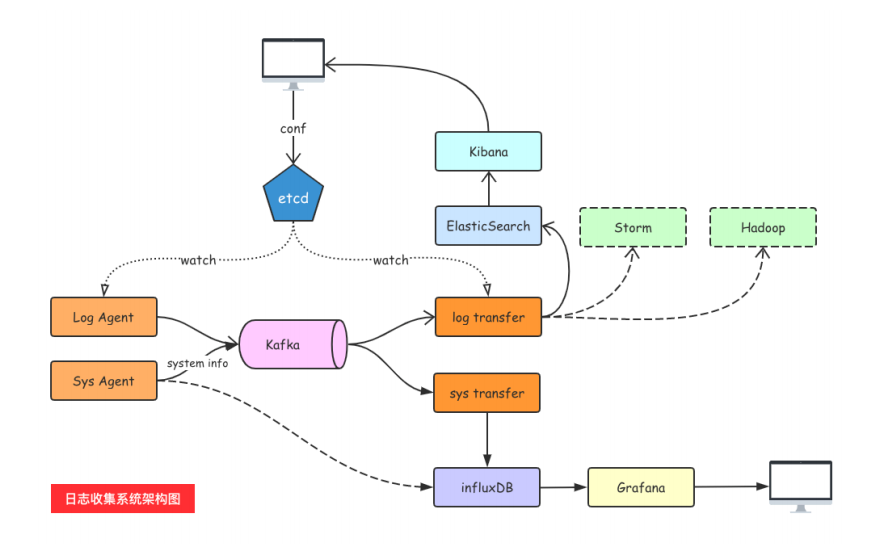 conf
Kibana
etcd
ElasticSearch
Storm
Hadoop
watch
watch
Log Agent
log transfer
Kafka
system info
Sys Agent
sys transfer
influxDB
Grafana
日志收集系统架构图